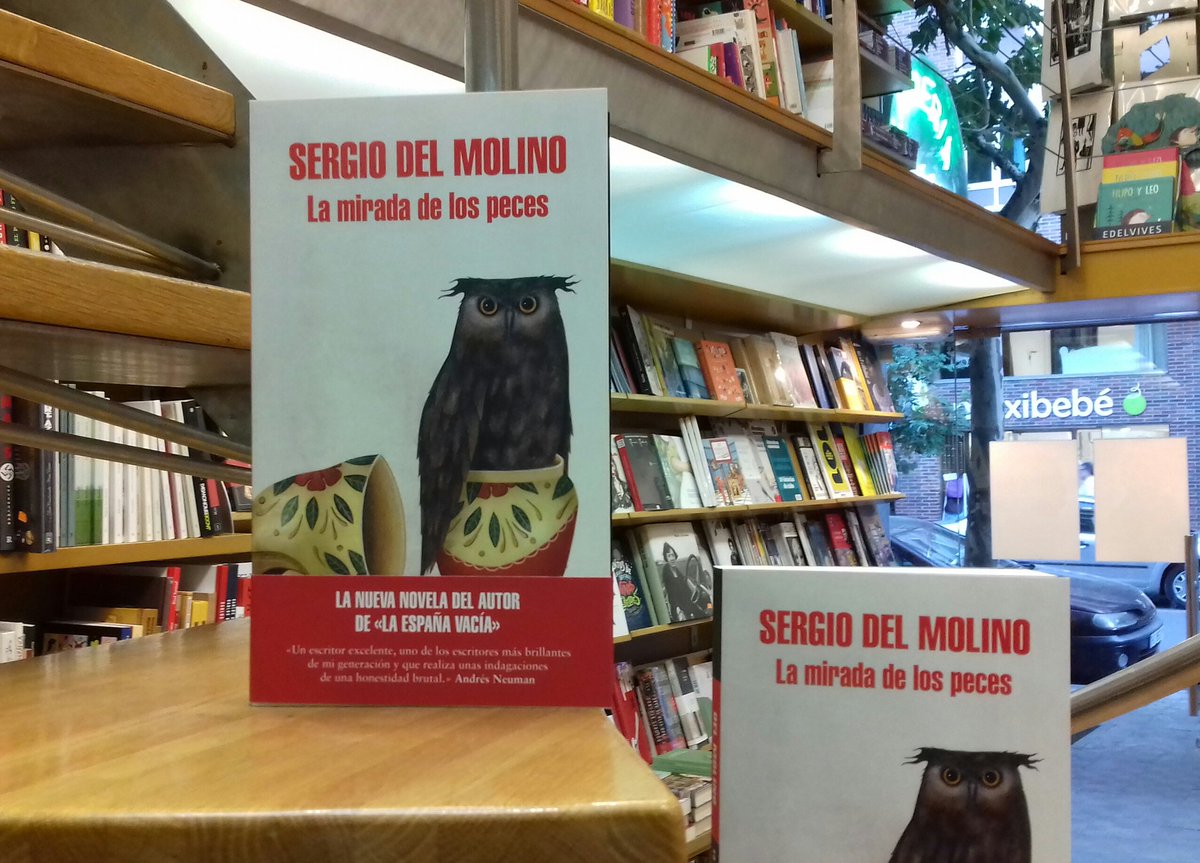 SERGIO DEL MOLINO
La mirada de los peces
LA NUEVA NOVELA DEL AUTOR
DE «LA ESPAÑA VACÍA»
«Un escritor excelente, uno de los escritores más brillantes
de mi generación y que realiza unas indagaciones
de una honestidad brutal.» Andrés Neuman
SERGIO DEL MOLINO
La mirada de los peces
xibebé
FILIPO Y LEO
EDELVIVES